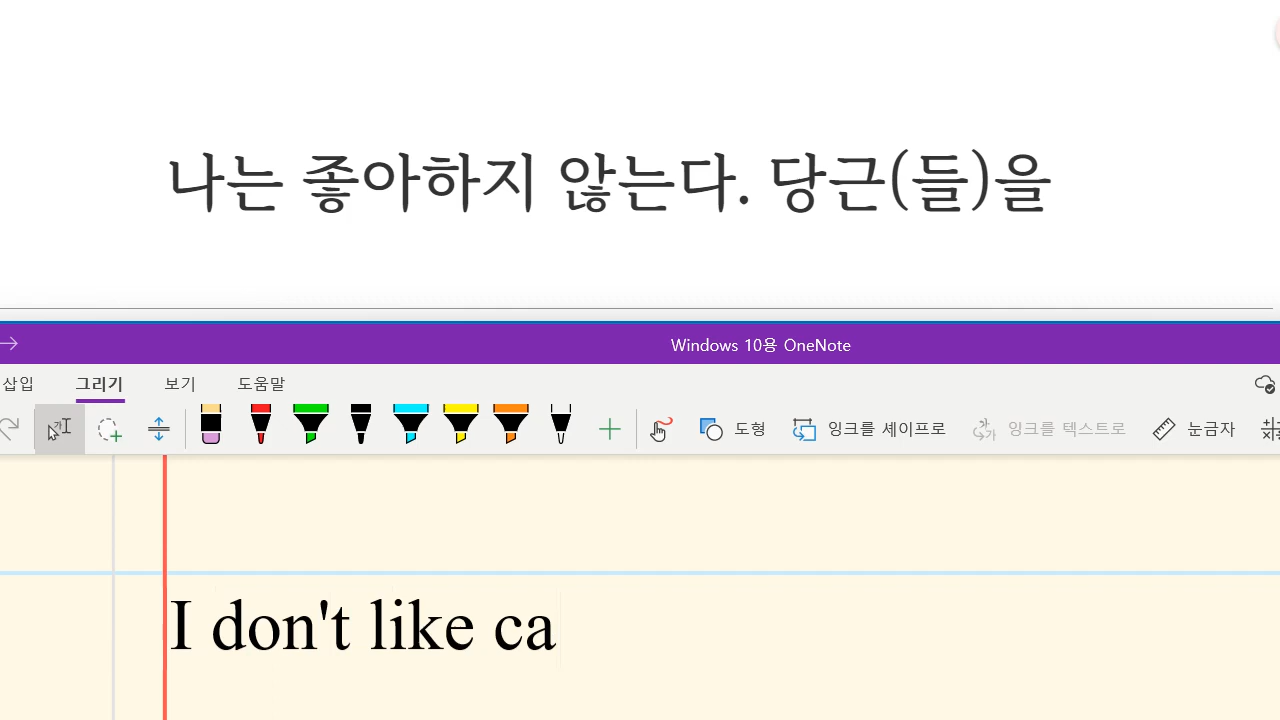 나는 좋아하지 않는다. 당근(들)을
Windows 10용 OneNote
삽입 그리기 보기 도움말
도형 잉크를 셰이프로 잉크를 텍스트로 눈금자
I don't like ca